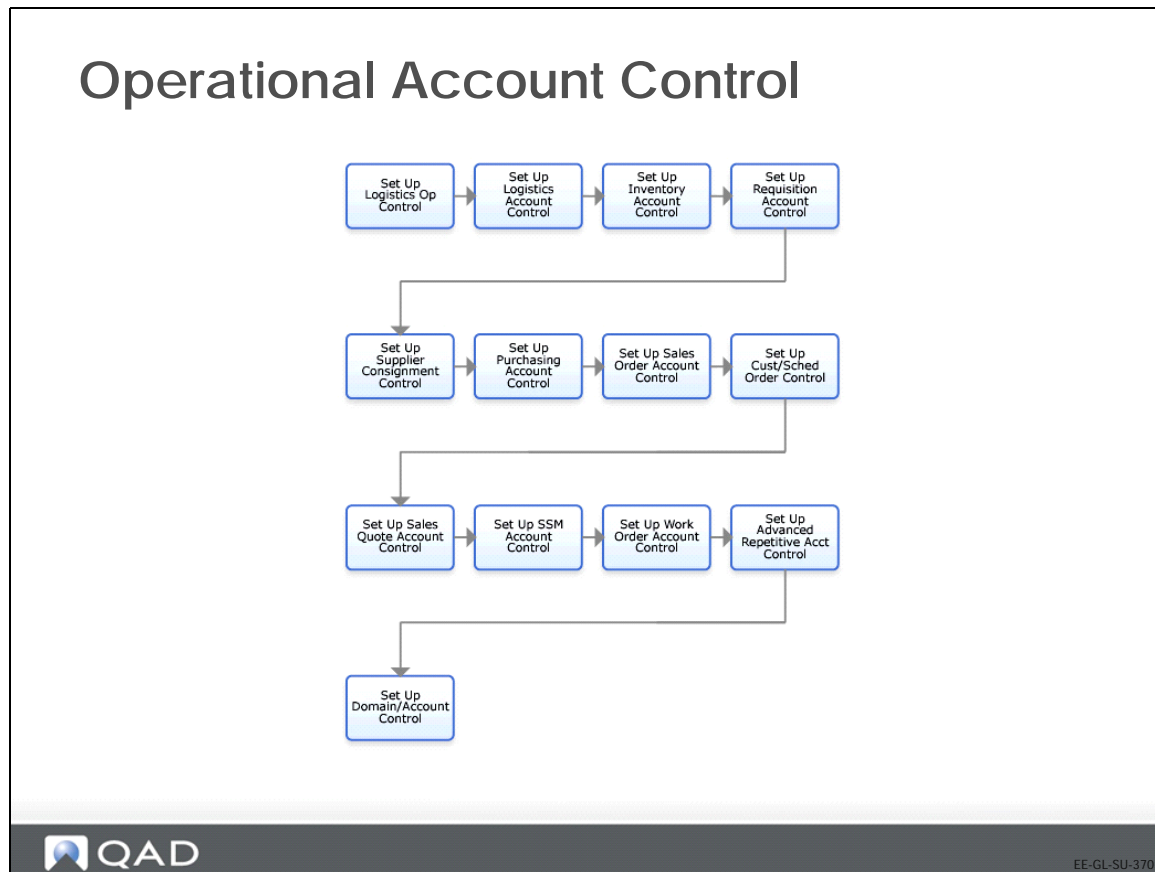 Operational Account Control
Set Up
Logistics Op
Control
Set Up
Logistics
Account
Control
Set Up
Inventory
Account
Control
Set Up
Requisition
Account
Control
Set Up
Supplier
Consignment
Control
Set Up
Purchasing
Account
Control
Set Up Sales
Order Account
Control
Set Up
Cust/Sched
Order Control
Set Up Sales
Quote Account
Control
Set Up SSM
Account
Control
Set Up Work
Order Account
Control
Set Up
Advanced
Repetitive Acct
Control
Set Up
Domain/Account
Control
QAD
EE-GL-SU-370